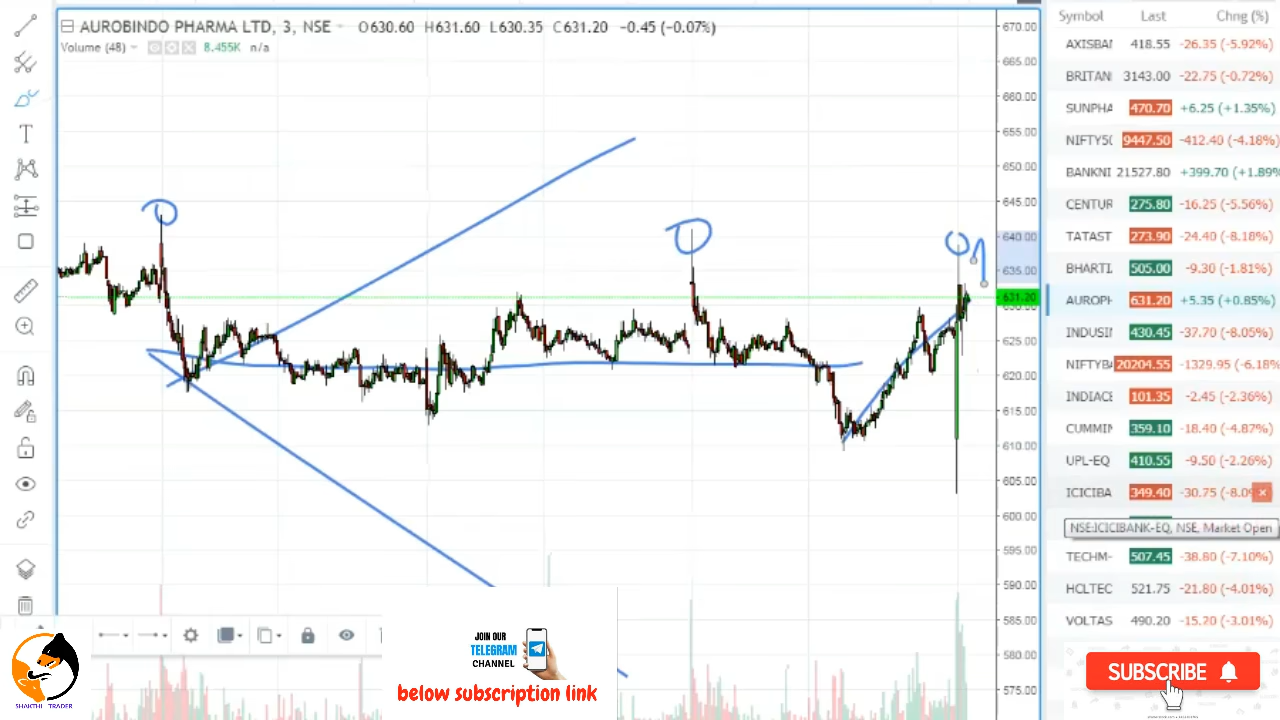 AUROBINDO PHARMA LTD, 3, NSE O630.60 H631.60 L630.35 C631.20 -0.45 (-0.07%)
Volume (48) 8.455K n/a
670.00
665.00
660.00
655.00
650.00
645.00
640.00
635.00
631.20
625.00
620.00
615.00
610.00
605.00
600.00
595.00
590.00
585.00
580.00
575.00
Symbol Last Chng (%)
AXISBAN 418.55 -26.35 (-5.92%)
BRITAN 3143.00 -22.75 (-0.72%)
SUNPHA 470.70 +6.25 (+1.35%)
NIFTY50 9447.50 -412.40 (-4.18%)
BANKNI 21527.80 +399.70 (+1.89%
CENTUR 275.80 -16.25 (-5.56%)
TATAST 273.90 -24.40 (-8.18%)
BHARTI 505.00 -9.30 (-1.81%)
AUROPH 631.20 +5.35 (+0.85%)
INDUSIN 430.45 -37.70 (-8.05%)
NIFTYBA 20204.55 -1329.95 (-6.18%
INDIACE 101.35 -2.45 (-2.36%)
CUMMIN 359.10 -18.40 (-4.87%)
UPL-EQ 410.55 -9.50 (-2.26%)
ICICIBA 349.40 -30.75 (-8.09
NSE:ICICIBANK-EQ, NSE, Market Open
TECHM- 507.45 -38.80 (-7.10%)
HCLTEC 521.75 -21.80 (-4.01%)
VOLTAS 490.20 -15.20 (-3.01%)
SHAKTHI TRADER
JOIN OUR
TELEGRAM
CHANNEL
below subscription link
SUBSCRIBE